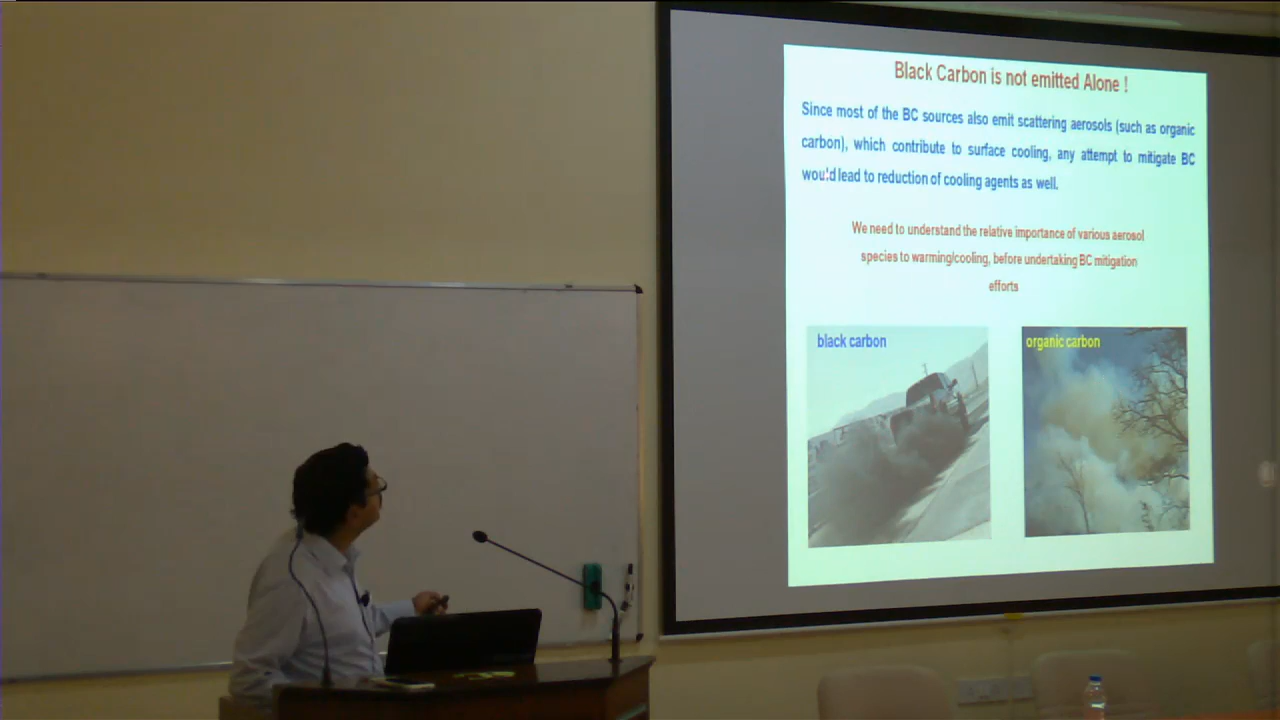 Black Carbon is not emitted Alone !
Since most of the BC sources also emit scattering aerosols (such as organic
carbon), which contribute to surface cooling, any attempt to mitigate BC
would lead to reduction of cooling agents as well.
We need to understand the relative importance of various aerosol
species to warming/cooling, before undertaking BC mitigation
efforts
black carbon
organic carbon